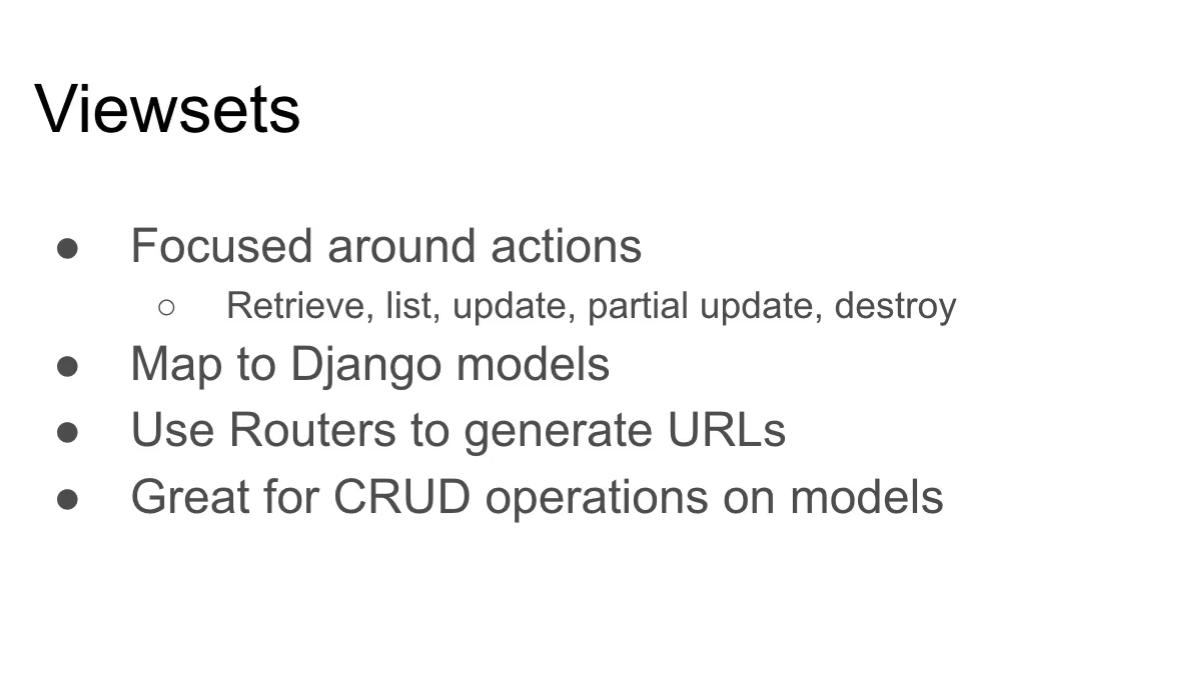 Viewsets
● Focused around actions
○ Retrieve, list, update, partial update, destroy
● Map to Django models
● Use Routers to generate URLs
● Great for CRUD operations on models